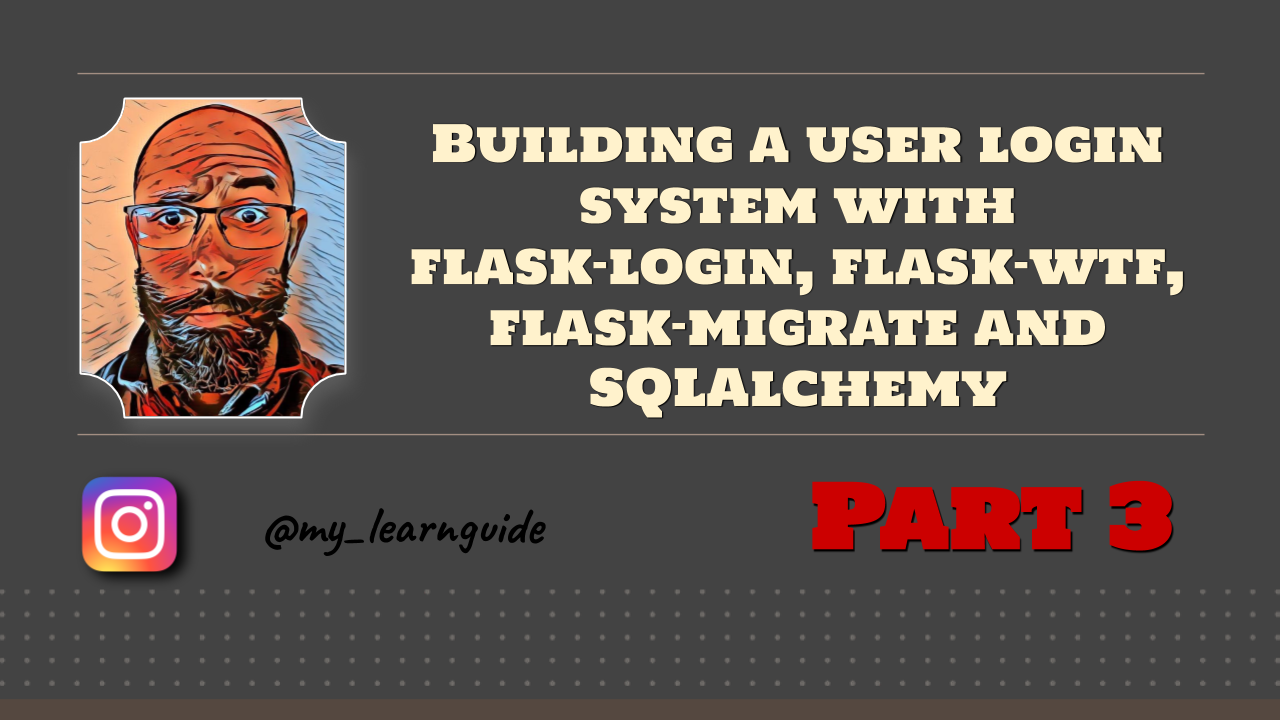 Building a user login
system with
flask-login, flask-wtf,
flask-migrate and
SQLAlchemy
@my_learnguide
Part 3